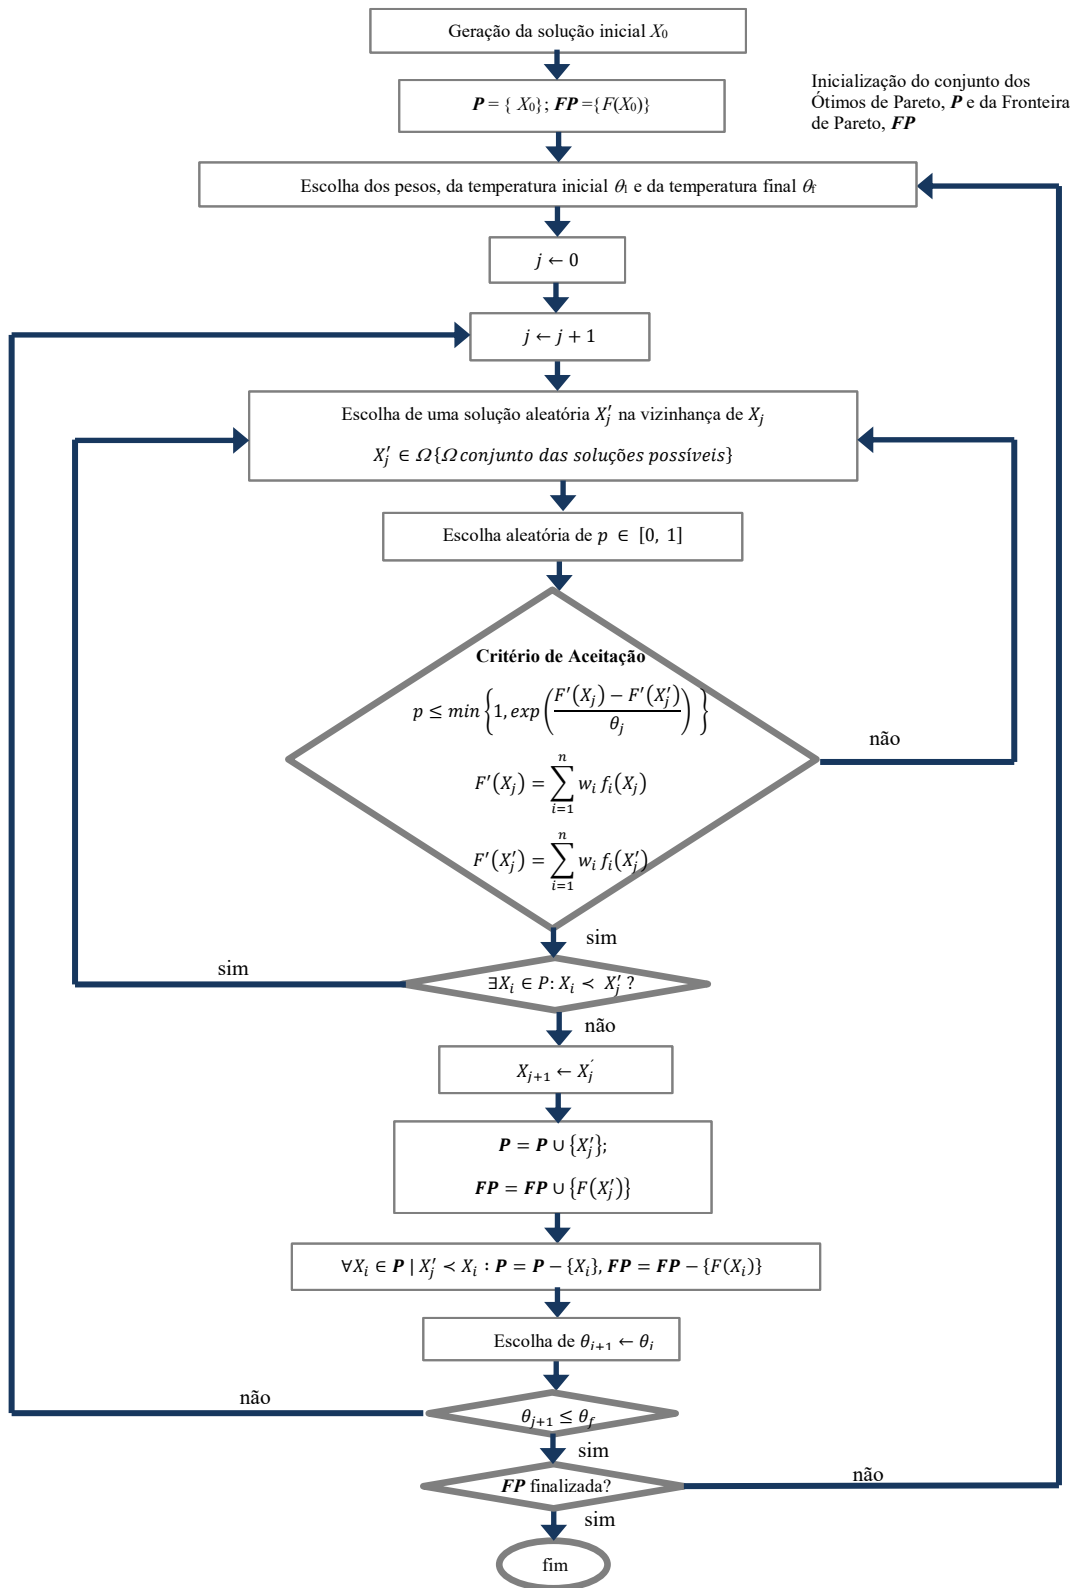 Geração da solução inicial X₀
P = { X₀}; FP ={F(X₀)}
Inicialização do conjunto dos
Ótimos de Pareto, P e da Fronteira
de Pareto, FP
Escolha dos pesos, da temperatura inicial θ₁ e da temperatura final θf
j ← 0
j ← j + 1
Escolha de uma solução aleatória X′ⱼ na vizinhança de Xⱼ
X′ⱼ ∈ Ω{Ω conjunto das soluções possíveis}
Escolha aleatória de p ∈ [0, 1]
Critério de Aceitação
p ≤ min {1, exp ((F′(Xⱼ) − F′(X′ⱼ))/θⱼ) }
não
F′(Xⱼ) = ∑ᵢ₌₁ⁿ wᵢ fᵢ(Xⱼ)
F′(X′ⱼ) = ∑ᵢ₌₁ⁿ wᵢ fᵢ(X′ⱼ)
sim
sim
∃Xᵢ ∈ P: Xᵢ ≺ X′ⱼ ?
não
Xⱼ₊₁ ← X′ⱼ
P = P ∪ {X′ⱼ};
FP = FP ∪ {F(X′ⱼ)}
∀Xᵢ ∈ P | X′ⱼ ≺ Xᵢ : P = P − {Xᵢ}, FP = FP − {F(Xᵢ)}
Escolha de θⱼ₊₁ ← θⱼ
não
θⱼ₊₁ ≤ θf
sim
FP finalizada?
não
sim
fim